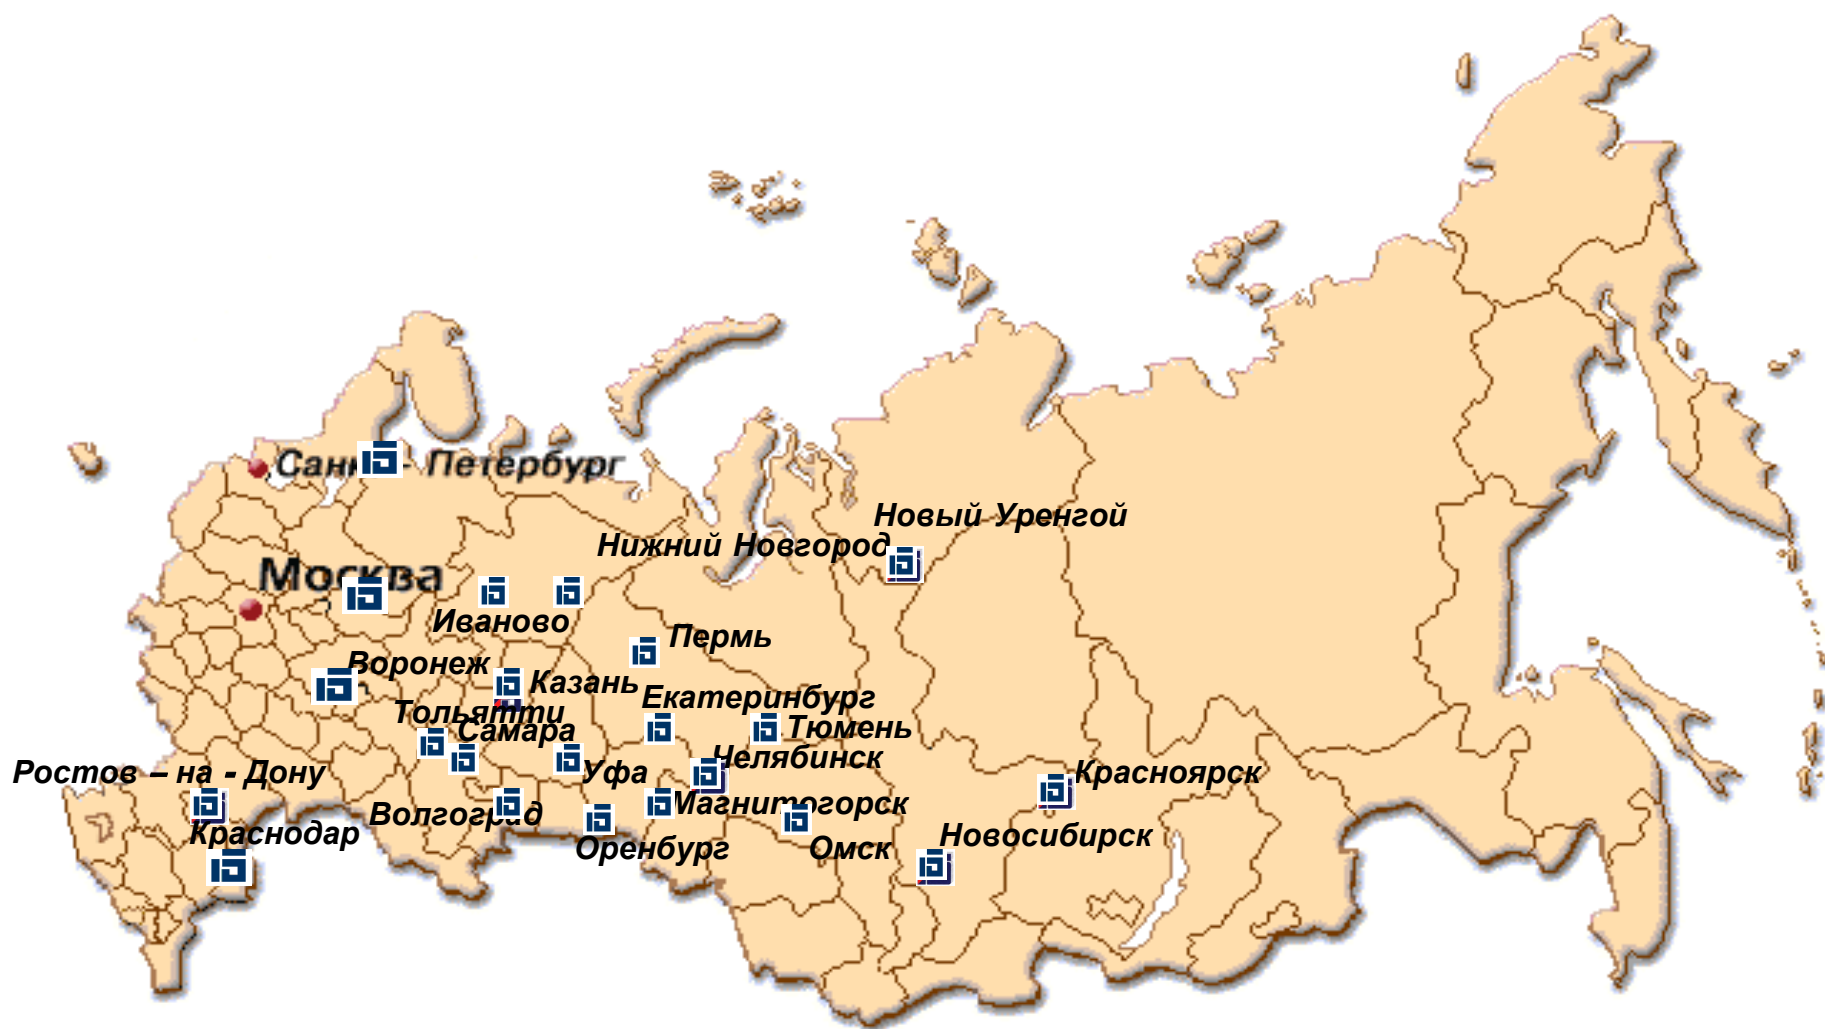 Санк - Петербург
Новый Уренгой
Нижний Новгород
Москва
Иваново
Пермь
Воронеж
Казань
Екатеринбург
Тольятти
Самара
Тюмень
Челябинск
Уфа
Ростов – на - Дону
Красноярск
Магнитогорск
Волгоград
Краснодар
Новосибирск
Оренбург
Омск